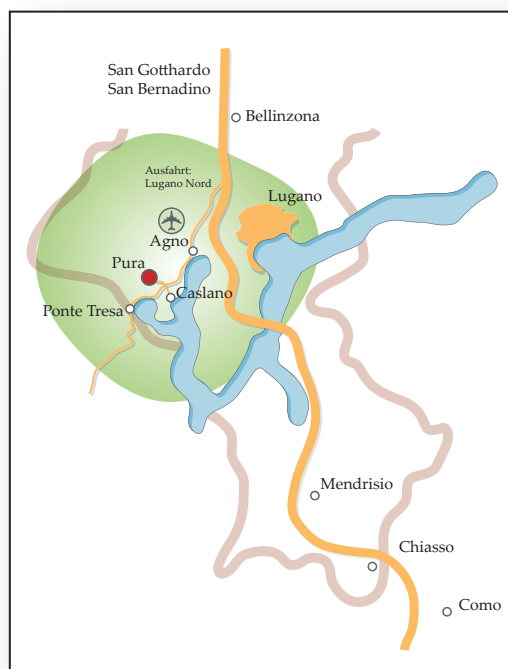 San Gotthardo
San Bernadino
Bellinzona
Ausfahrt:
Lugano Nord
Lugano
Agno
Pura
Caslano
Ponte Tresa
Mendrisio
Chiasso
Como